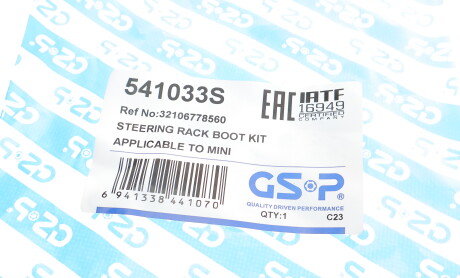 541033S
Ref No:32106778560
STEERING RACK BOOT KIT
APPLICABLE TO MINI
6 941338 441070
EAC IATF
16949
CERTIFIED
COMPANY
GSP
QUALITY DRIVEN PERFORMANCE
QTY:1 C23